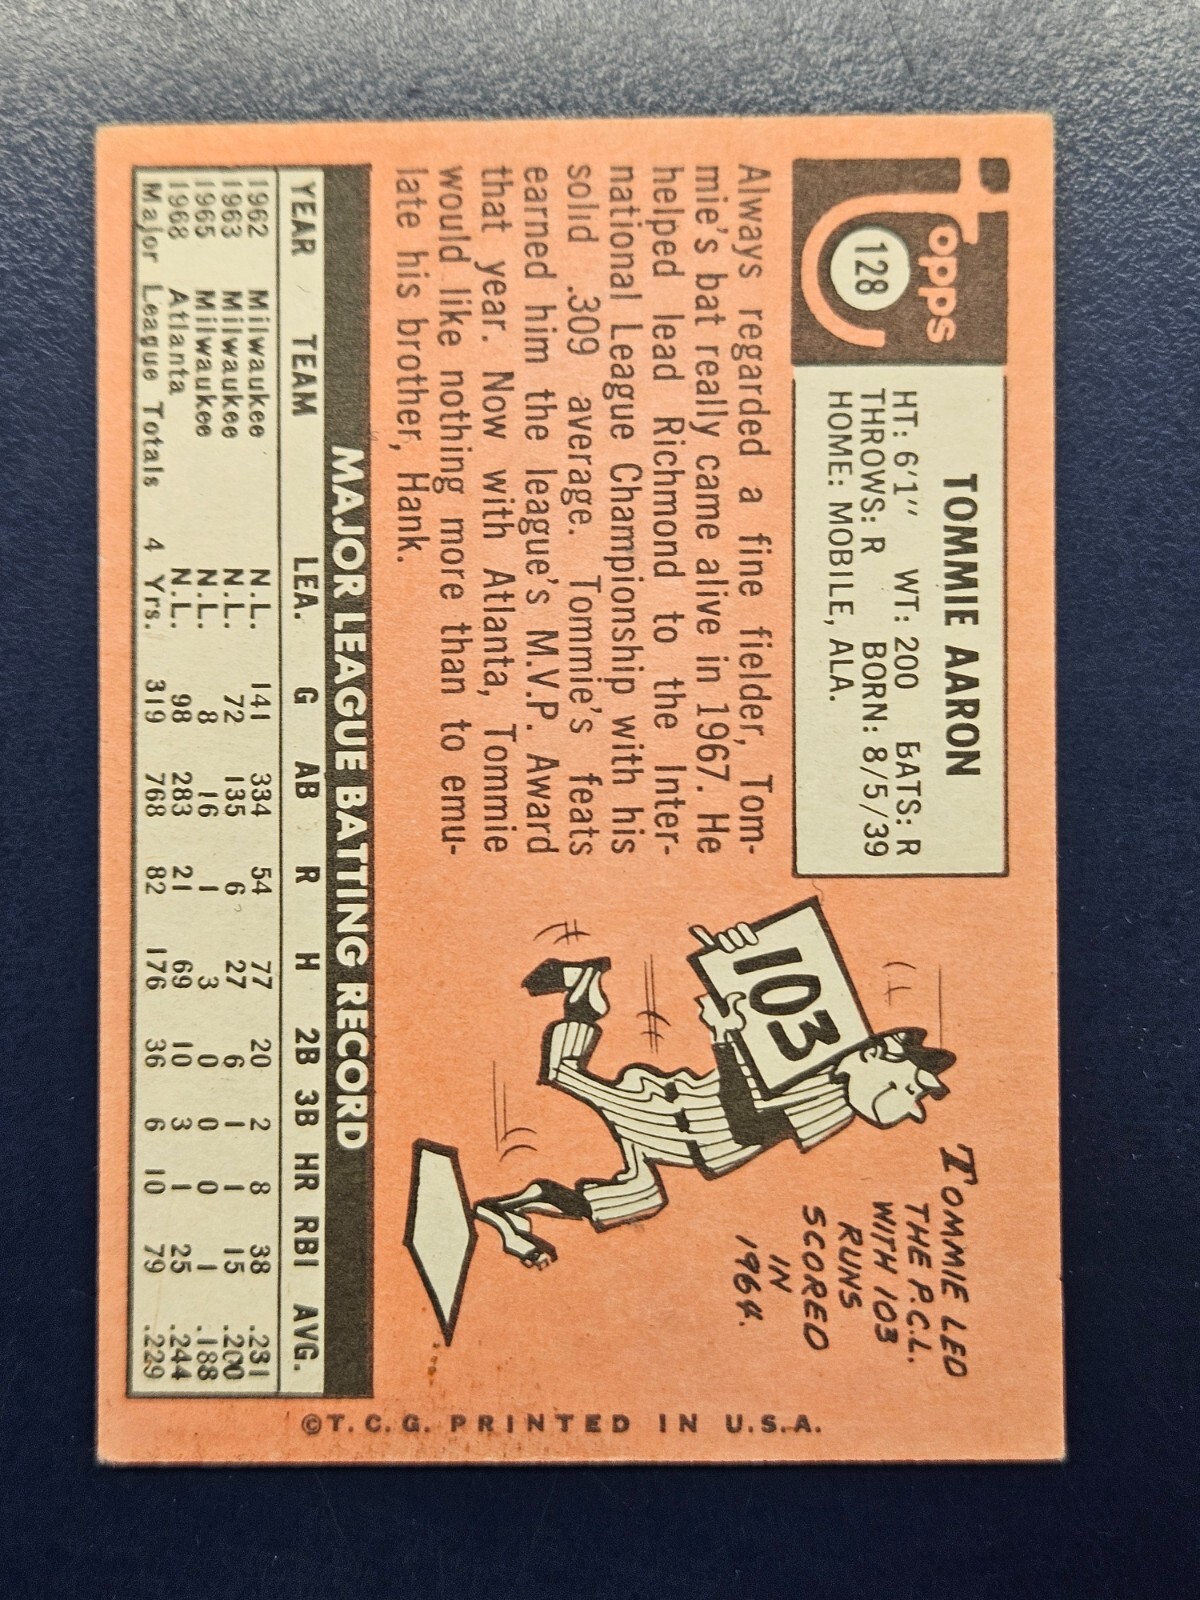 Topps
128
TOMMIE AARON
HT: 6'1" WT: 200 BATS: R
THROWS: R BORN: 8/5/39
HOME: MOBILE, ALA.
Always regarded a fine fielder, Tom-
mie's bat really came alive in 1967. He
helped lead Richmond to the Inter-
national League Championship with his
solid .309 average. Tommie's feats
earned him the league's M.V.P. Award
that year. Now with Atlanta, Tommie
would like nothing more than to emu-
late his brother, Hank.
103
TOMMIE LED
THE P.C.L.
WITH 103
RUNS
SCORED
IN
1964.
MAJOR LEAGUE BATTING RECORD
YEAR TEAM LEA. G AB R H 2B 3B HR RBI AVG.
1962 Milwaukee N.L. 141 334 54 77 20 2 8 38 .231
1963 Milwaukee N.L. 72 135 6 27 6 1 1 15 .200
1965 Milwaukee N.L. 8 16 1 3 0 0 0 1 .188
1968 Atlanta N.L. 98 283 21 69 10 3 1 25 .244
Major League Totals 4 Yrs. 319 768 82 176 36 6 10 79 .229
©T.C.G. PRINTED IN U.S.A.